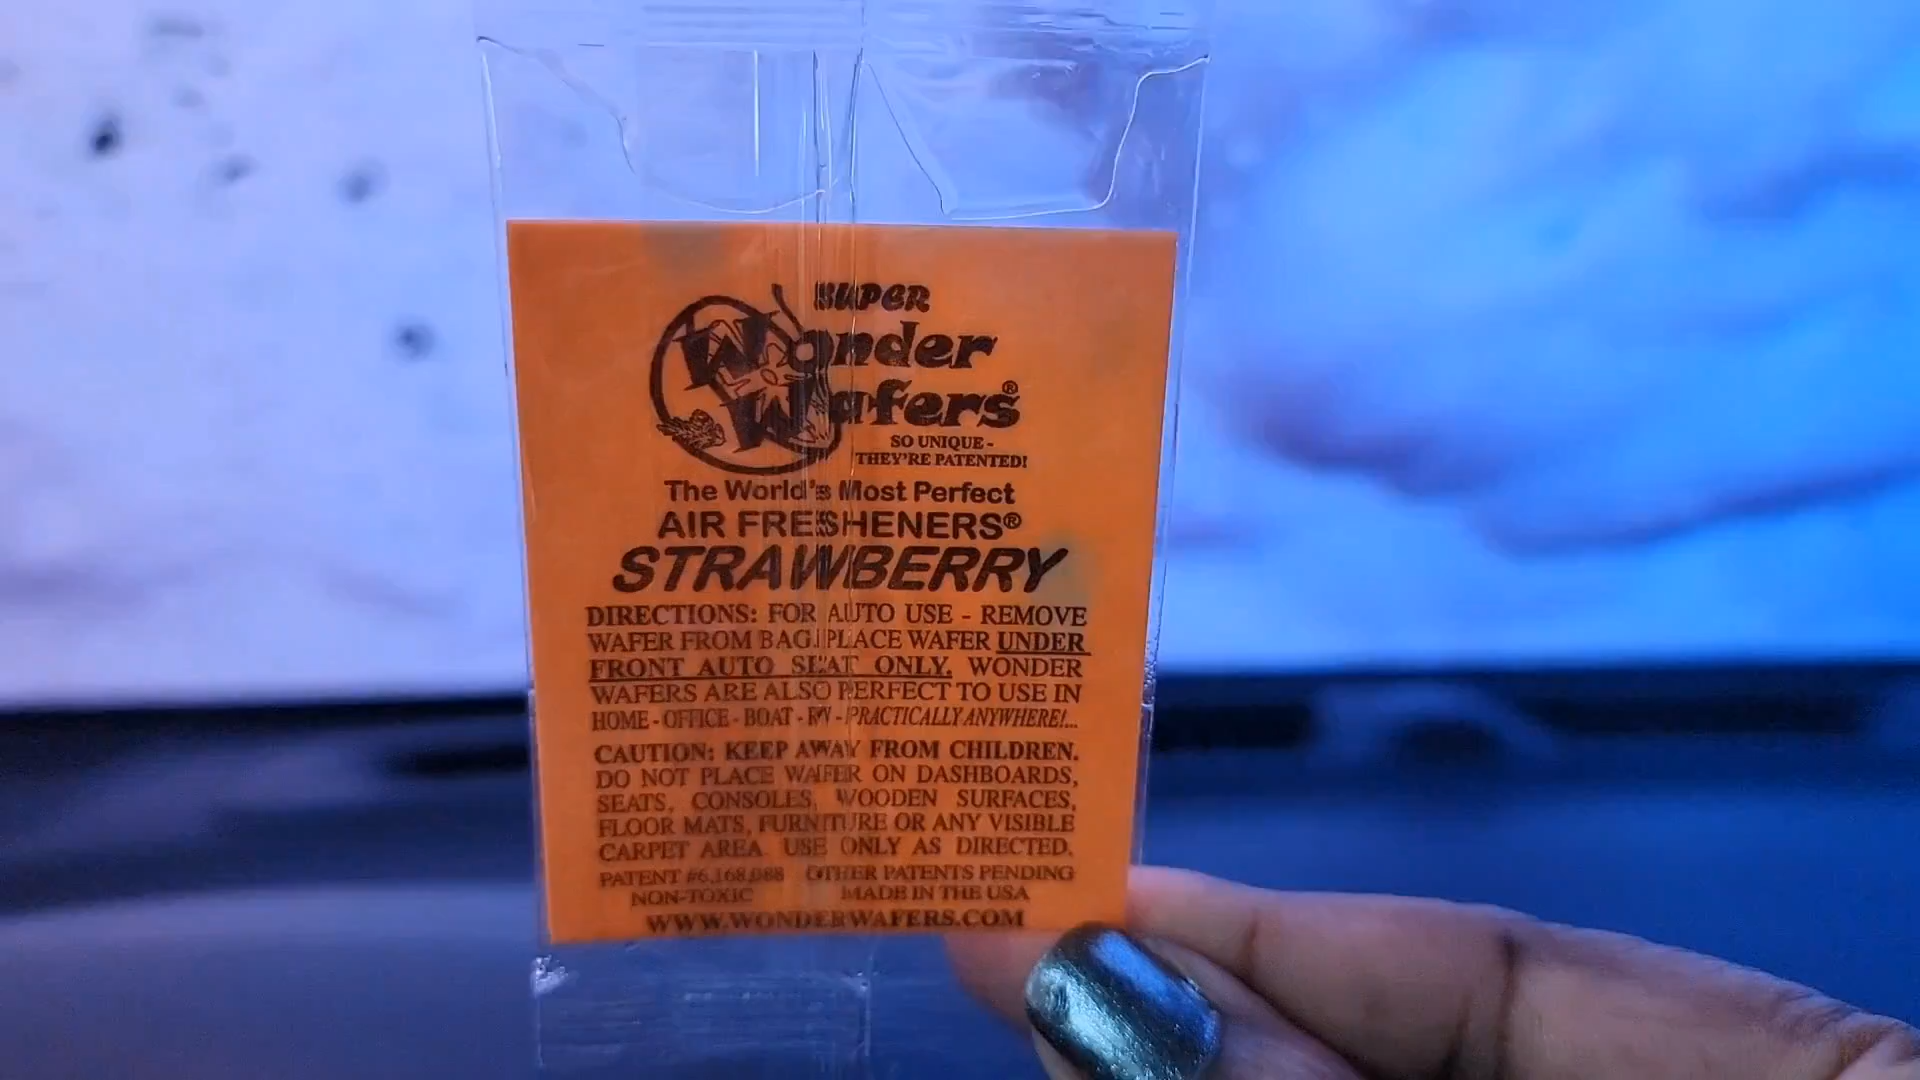 SUPER
Wonder
Wafers®
SO UNIQUE -
THEY'RE PATENTED!
The World's Most Perfect
AIR FRESHENERS®
STRAWBERRY
DIRECTIONS: FOR AUTO USE - REMOVE
WAFER FROM BAG. PLACE WAFER UNDER
FRONT AUTO SEAT ONLY. WONDER
WAFERS ARE ALSO PERFECT TO USE IN
HOME - OFFICE - BOAT - RV - PRACTICALLY ANYWHERE!...
CAUTION: KEEP AWAY FROM CHILDREN.
DO NOT PLACE WAFER ON DASHBOARDS,
SEATS, CONSOLES, WOODEN SURFACES,
FLOOR MATS, FURNITURE OR ANY VISIBLE
CARPET AREA. USE ONLY AS DIRECTED.
PATENT #6,168,088 OTHER PATENTS PENDING
NON-TOXIC MADE IN THE USA
WWW.WONDERWAFERS.COM